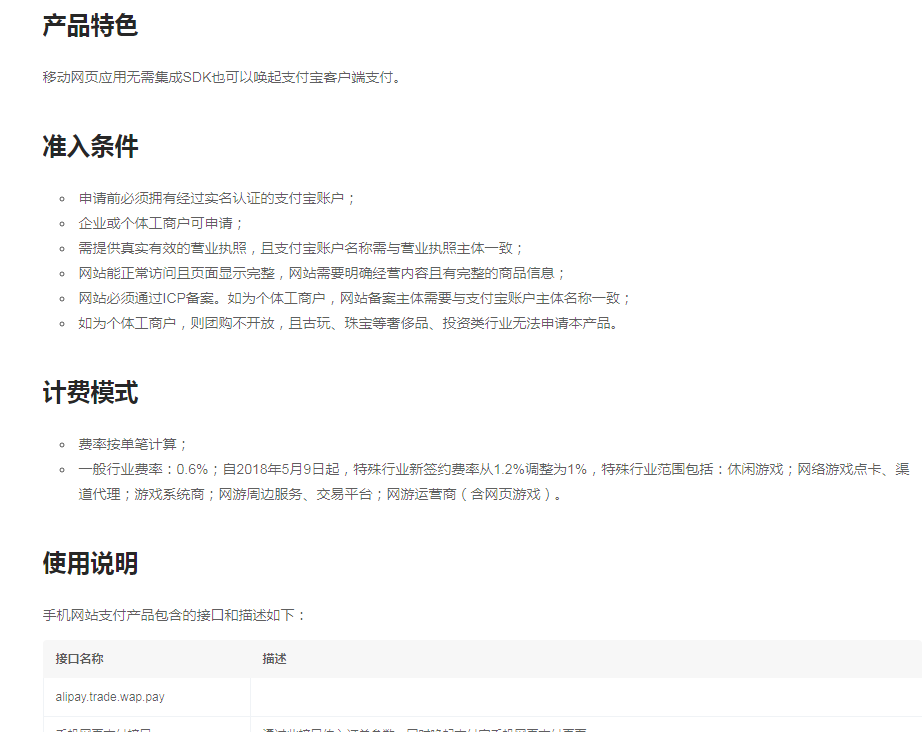 产品特色
移动网页应用无需集成SDK也可以唤起支付宝客户端支付。
准入条件
申请前必须拥有经过实名认证的支付宝账户；
企业或个体工商户可申请；
需提供真实有效的营业执照，且支付宝账户名称需与营业执照主体一致；
网站能正常访问且页面显示完整，网站需要明确经营内容且有完整的商品信息；
网站必须通过ICP备案。如为个体工商户，网站备案主体需要与支付宝账户主体名称一致；
如为个体工商户，则团购不开放，且古玩、珠宝等奢侈品、投资类行业无法申请本产品。
计费模式
费率按单笔计算；
一般行业费率：0.6%；自2018年5月9日起，特殊行业新签约费率从1.2%调整为1%，特殊行业范围包括：休闲游戏；网络游戏点卡、渠
道代理；游戏系统商；网游周边服务、交易平台；网游运营商（含网页游戏）。
使用说明
手机网站支付产品包含的接口和描述如下：
接口名称 描述
alipay.trade.wap.pay